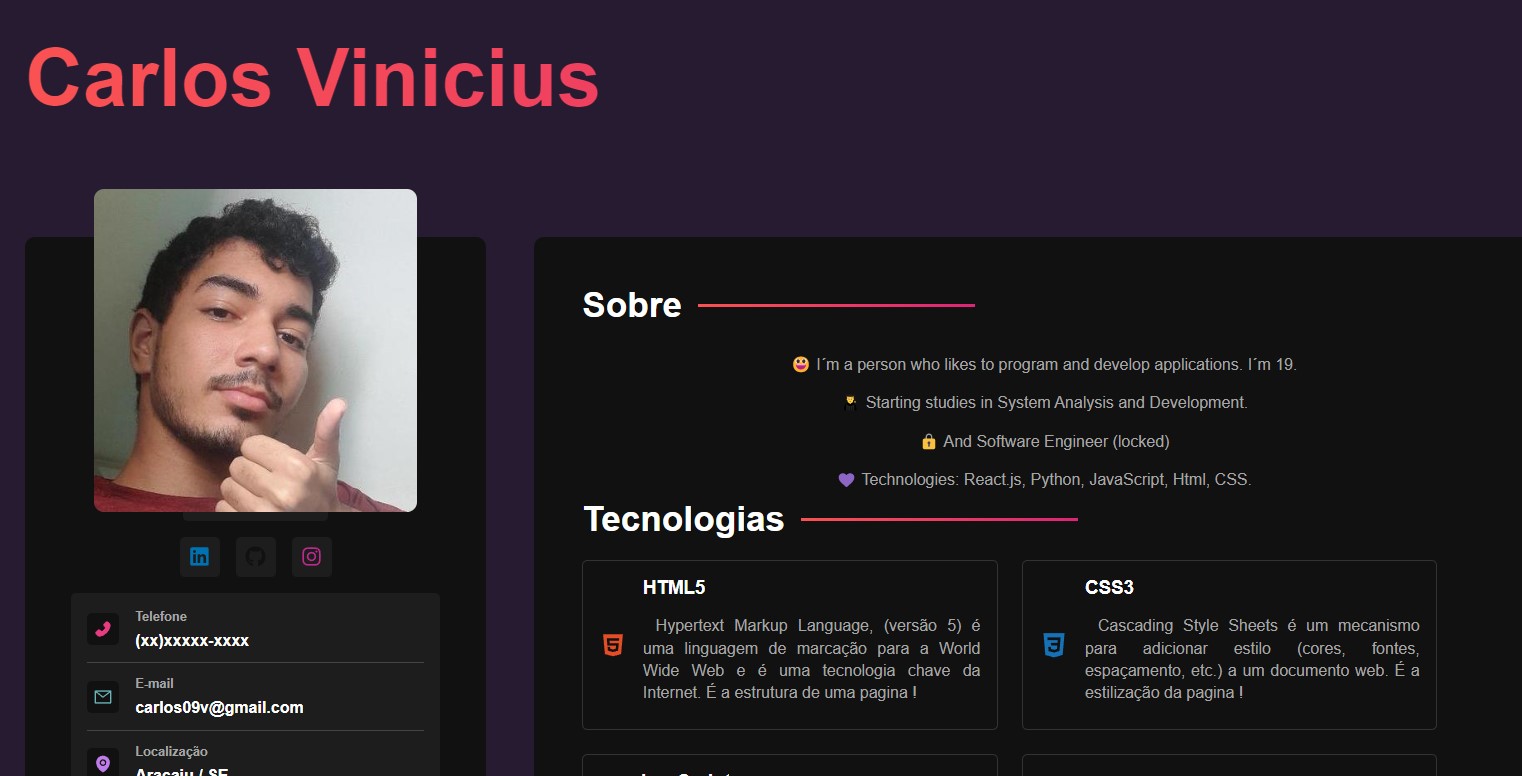 Carlos Vinicius
Sobre
I´m a person who likes to program and develop applications. I´m 19.
Starting studies in System Analysis and Development.
And Software Engineer (locked)
Technologies: React.js, Python, JavaScript, Html, CSS.
Tecnologias
HTML5
Hypertext Markup Language, (versão 5) é
uma linguagem de marcação para a World
Wide Web e é uma tecnologia chave da
Internet. É a estrutura de uma pagina !
CSS3
Cascading Style Sheets é um mecanismo
para adicionar estilo (cores, fontes,
espaçamento, etc.) a um documento web. É a
estilização da pagina !
Telefone
(xx)xxxxx-xxxx
E-mail
carlos09v@gmail.com
Localização
Aracaju / SE